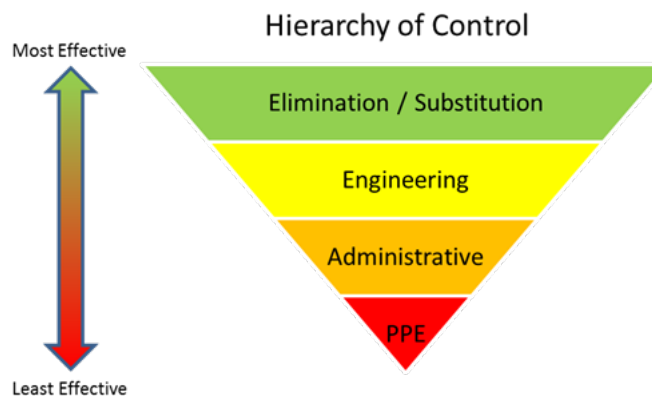 Hierarchy of Control
Most Effective
Elimination / Substitution
Engineering
Administrative
PPE
Least Effective